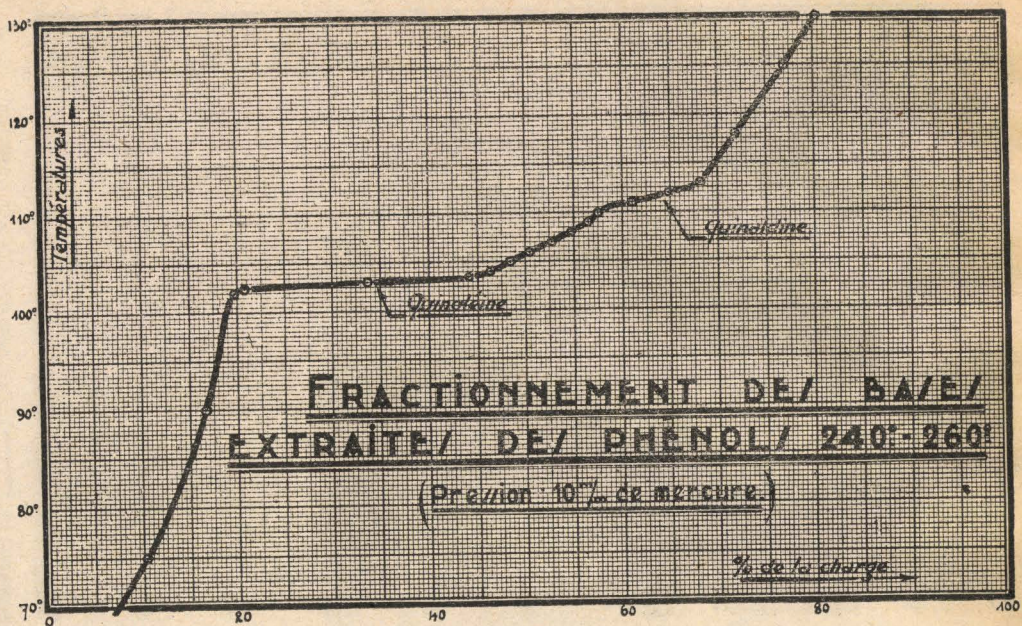 130°
120°
110°
100°
90°
80°
70°
Températures
Quinoléine
Quinaldine
FRACTIONNEMENT DES BASES
EXTRAITES DES PHÉNOLS 240°-260°
(Pression : 10 m/m de mercure.)
% de la charge
0
20
40
60
80
100